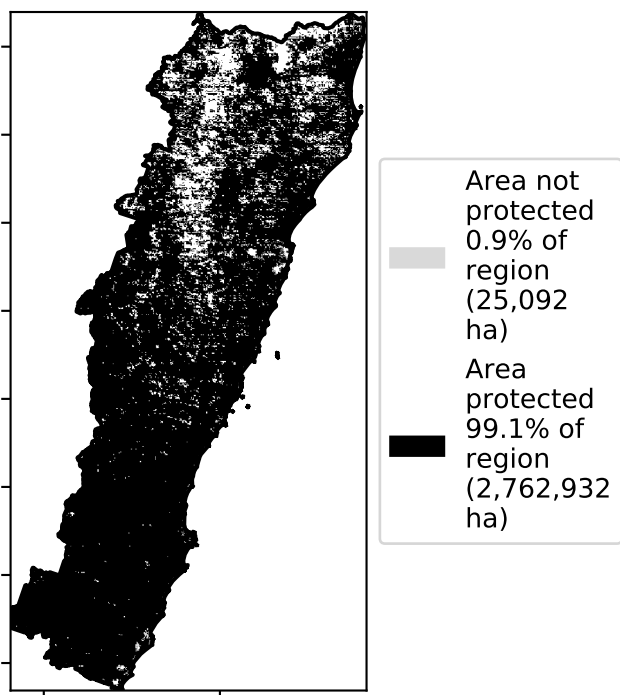 Area not
protected
0.9% of
region
(25,092
ha)
Area
protected
99.1% of
region
(2,762,932
ha)